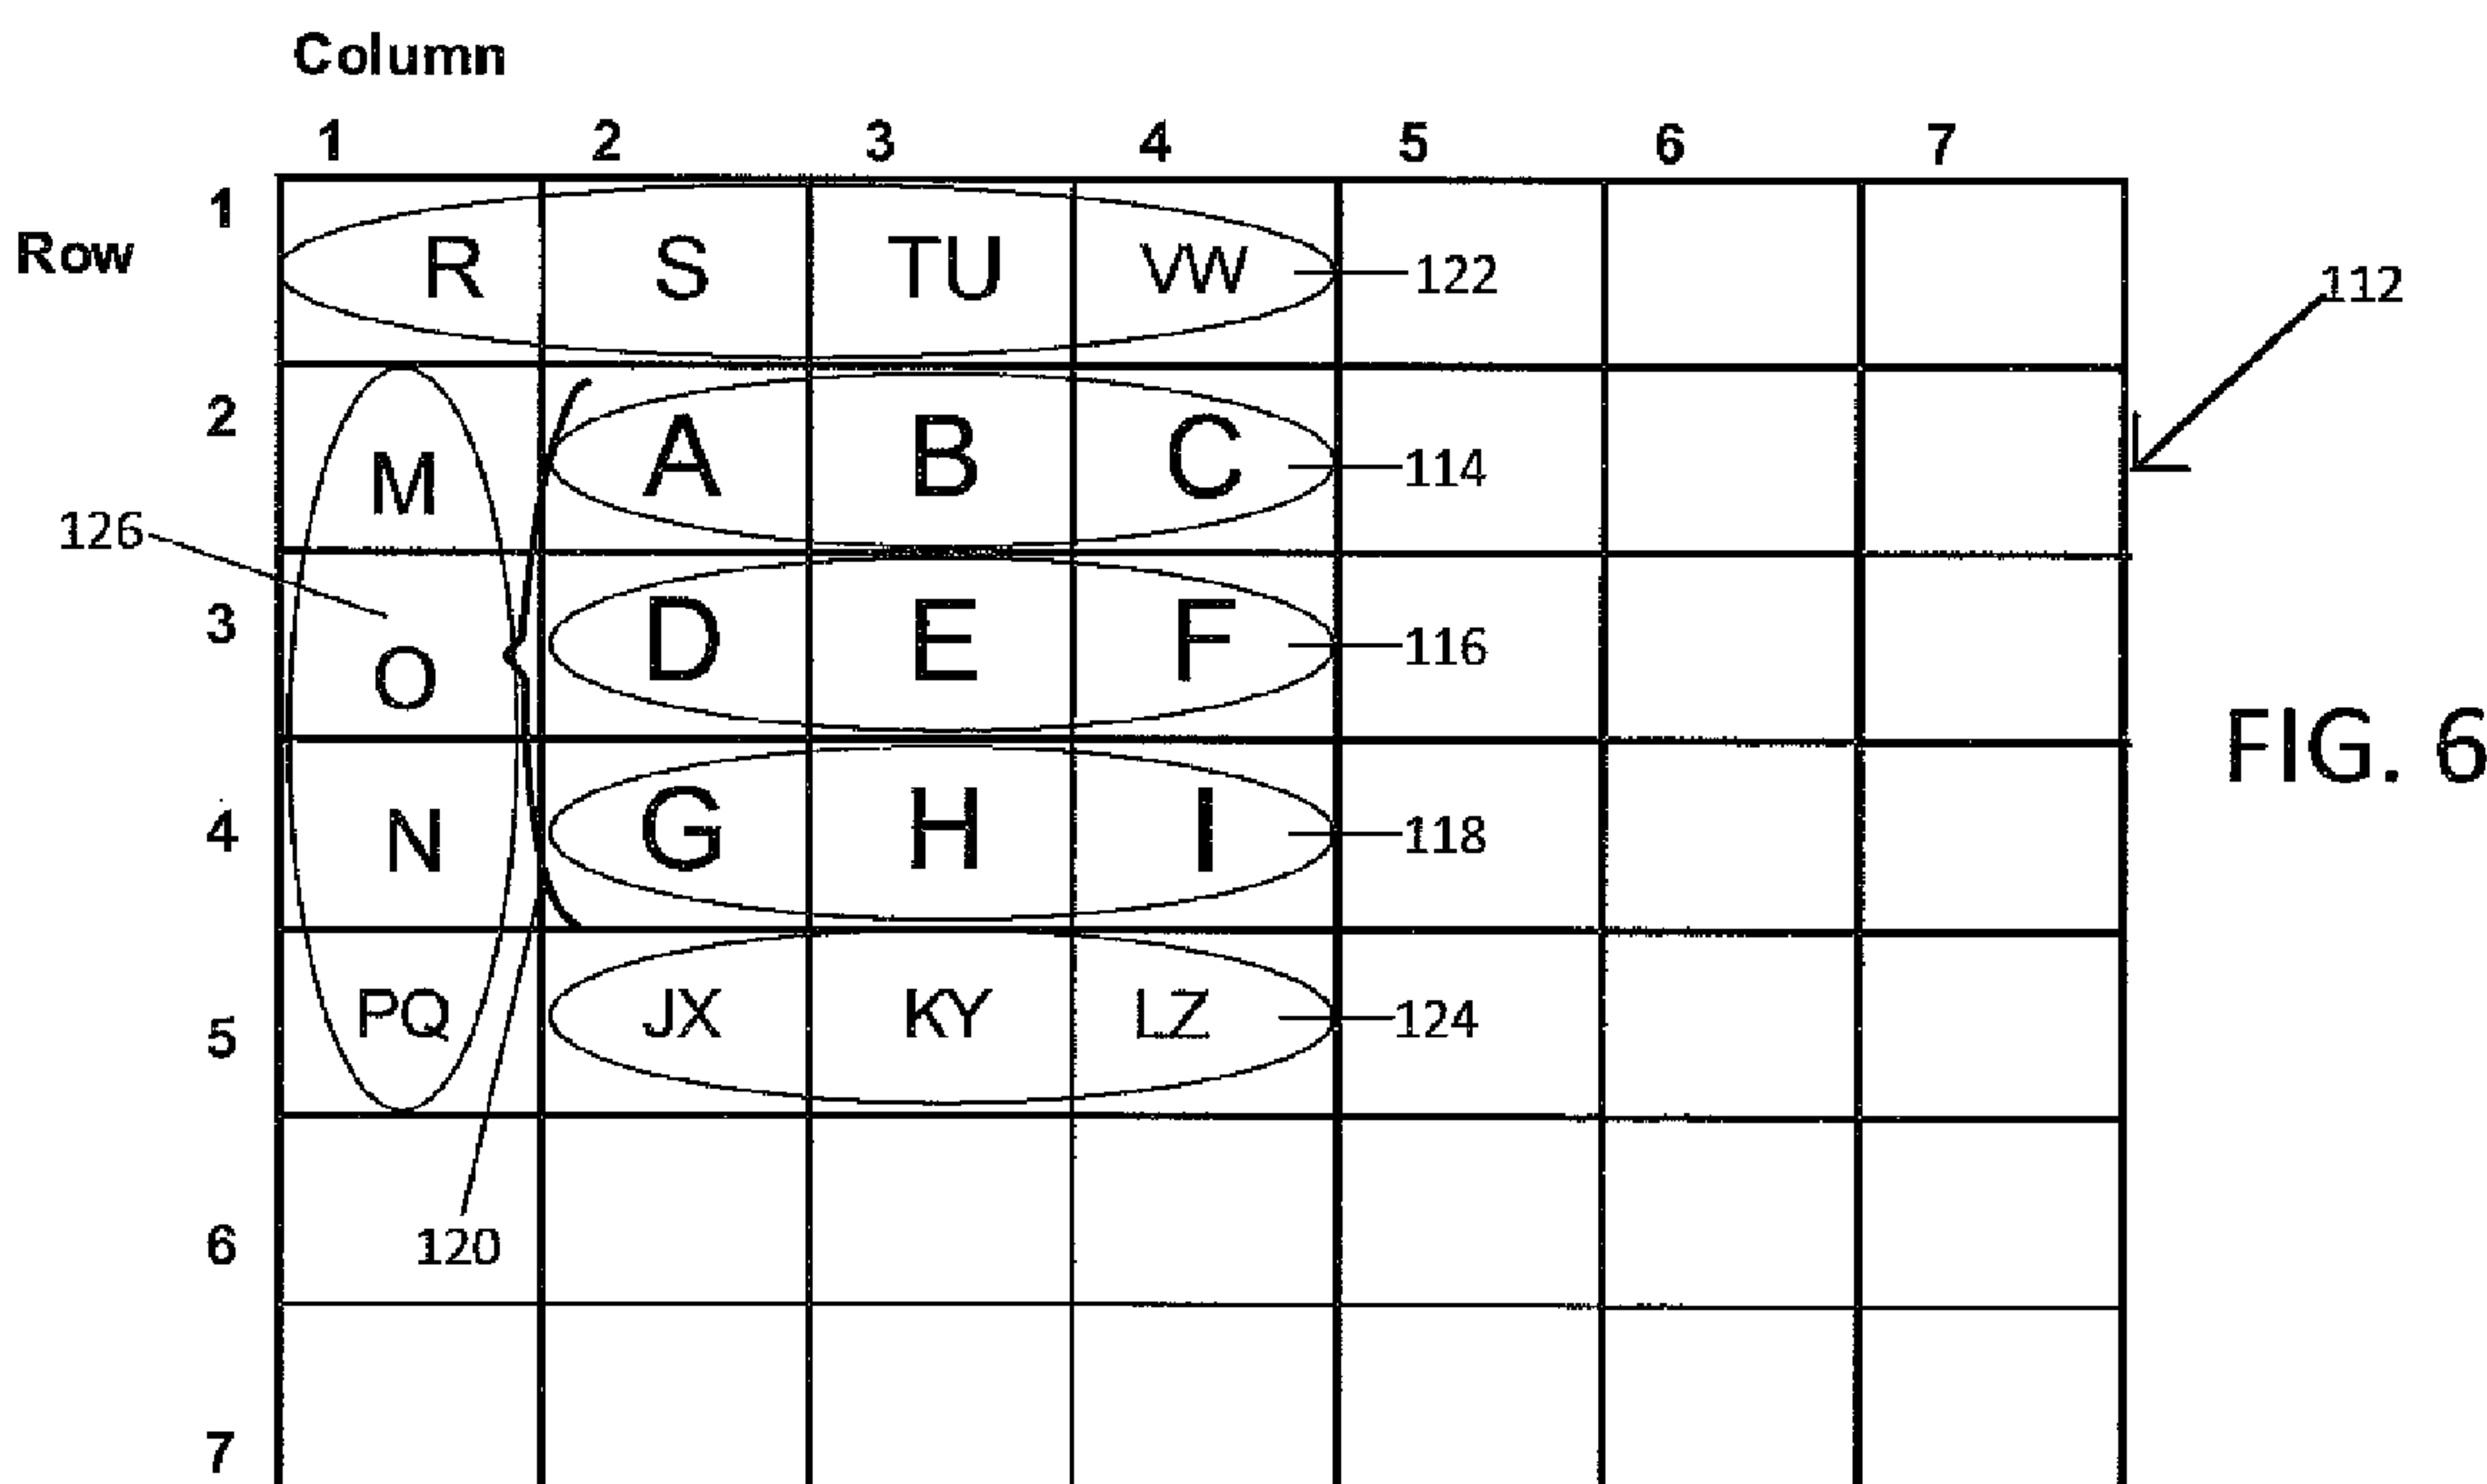 Column
1 2 3 4 5 6 7
1
Row
R S TU VW 122
112
2
M A B C 114
126
3
O D E F 116
FIG. 6
4
N G H I 118
5
PQ JX KY LZ 124
6
120
7